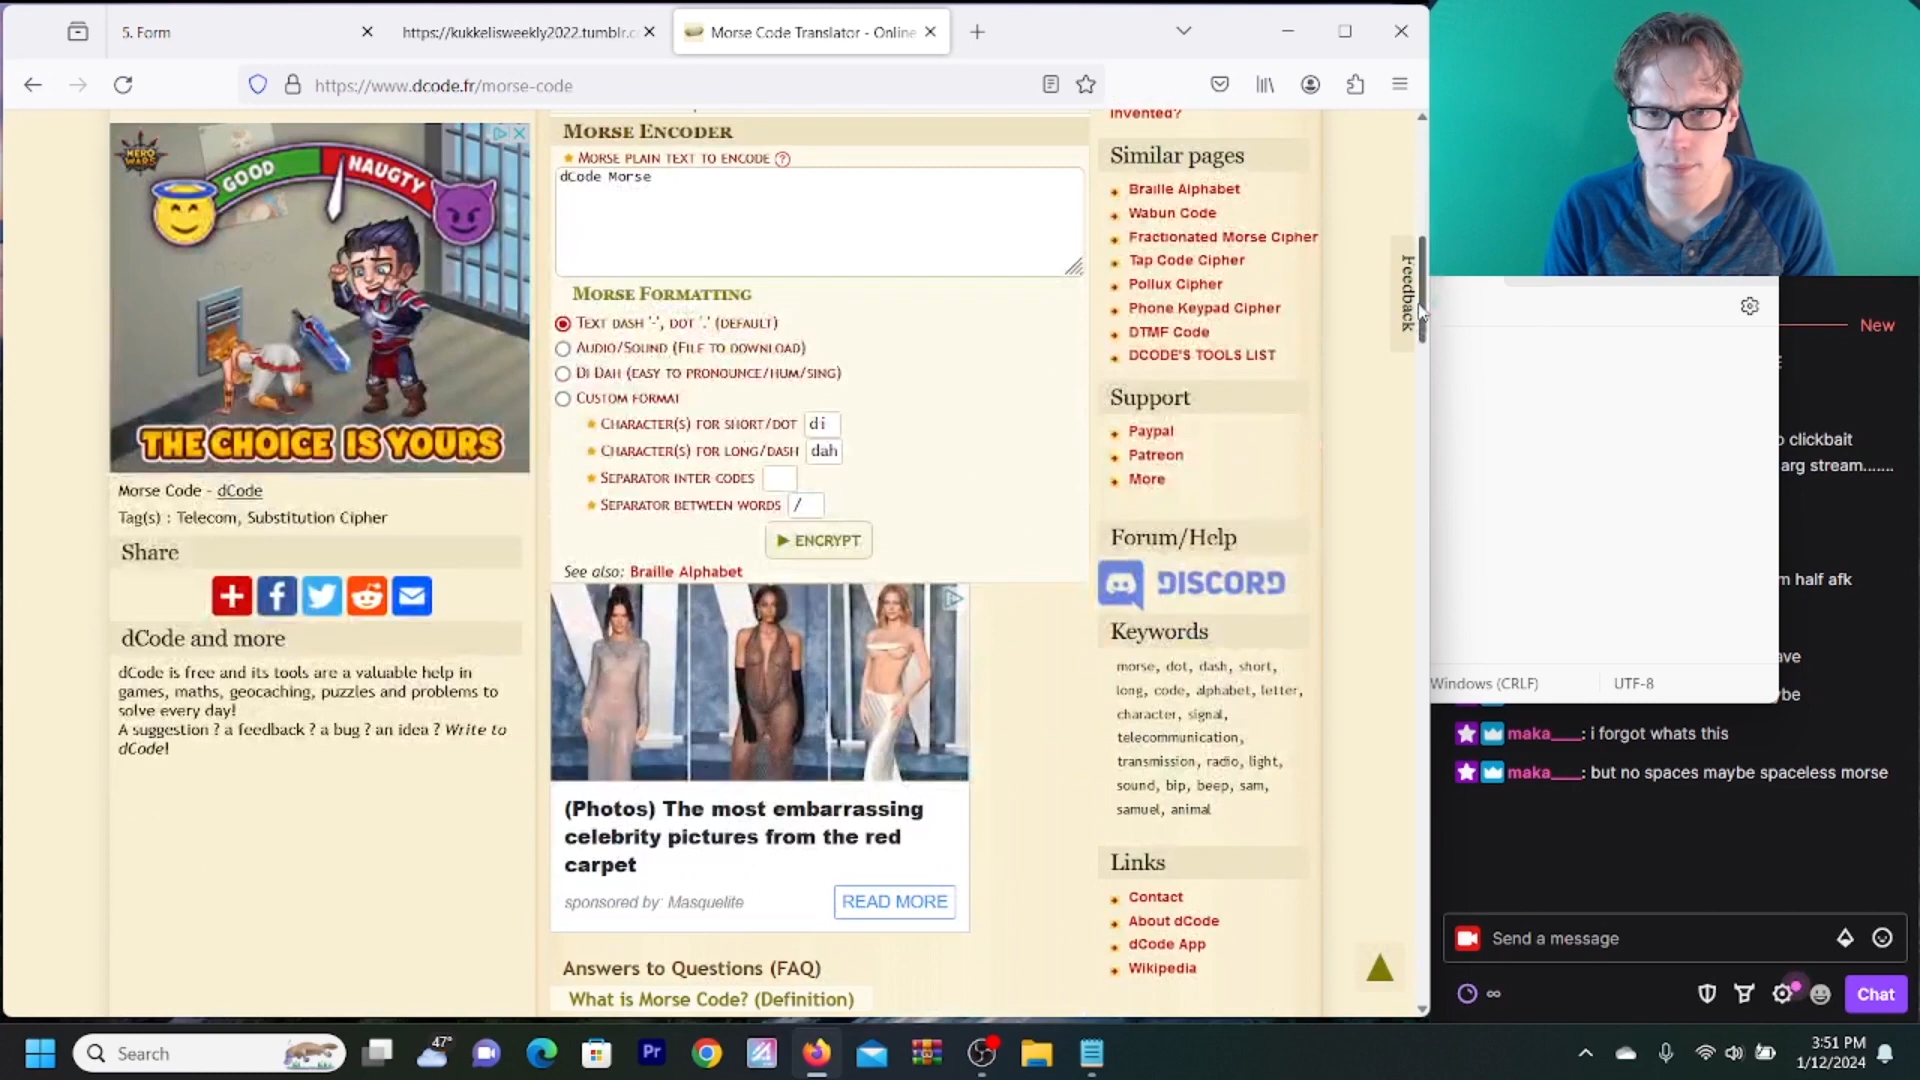 5. Form
https://kukkelisweekly2022.tumblr.c
Morse Code Translator - Online
https://www.dcode.fr/morse-code
HERO WARS
GOOD
NAUGHTY
THE CHOICE IS YOURS
Morse Code - dCode
Tag(s) : Telecom, Substitution Cipher
Share
dCode and more
dCode is free and its tools are a valuable help in
games, maths, geocaching, puzzles and problems to
solve every day!
A suggestion ? a feedback ? a bug ? an idea ? Write to
dCode!
MORSE ENCODER
MORSE PLAIN TEXT TO ENCODE ?
dCode Morse
MORSE FORMATTING
TEXT DASH '-', DOT '.' (DEFAULT)
AUDIO/SOUND (FILE TO DOWNLOAD)
DI DAH (EASY TO PRONOUNCE/HUM/SING)
CUSTOM FORMAT
CHARACTER(S) FOR SHORT/DOT di
CHARACTER(S) FOR LONG/DASH dah
SEPARATOR INTER CODES
SEPARATOR BETWEEN WORDS /
▶ ENCRYPT
See also: Braille Alphabet
(Photos) The most embarrassing
celebrity pictures from the red
carpet
sponsored by: Masquelite
READ MORE
Answers to Questions (FAQ)
What is Morse Code? (Definition)
invented?
Similar pages
Braille Alphabet
Wabun Code
Fractionated Morse Cipher
Tap Code Cipher
Pollux Cipher
Phone Keypad Cipher
DTMF Code
DCODE'S TOOLS LIST
Support
Paypal
Patreon
More
Forum/Help
DISCORD
Keywords
morse, dot, dash, short,
long, code, alphabet, letter,
character, signal,
telecommunication,
transmission, radio, light,
sound, bip, beep, sam,
samuel, animal
Links
Contact
About dCode
dCode App
Wikipedia
Feedback
Windows (CRLF)
UTF-8
New
clickbait
arg stream.......
half afk
maka___: i forgot whats this
maka___: but no spaces maybe spaceless morse
Send a message
∞
Chat
Search
47°
Pr
3:51 PM
1/12/2024